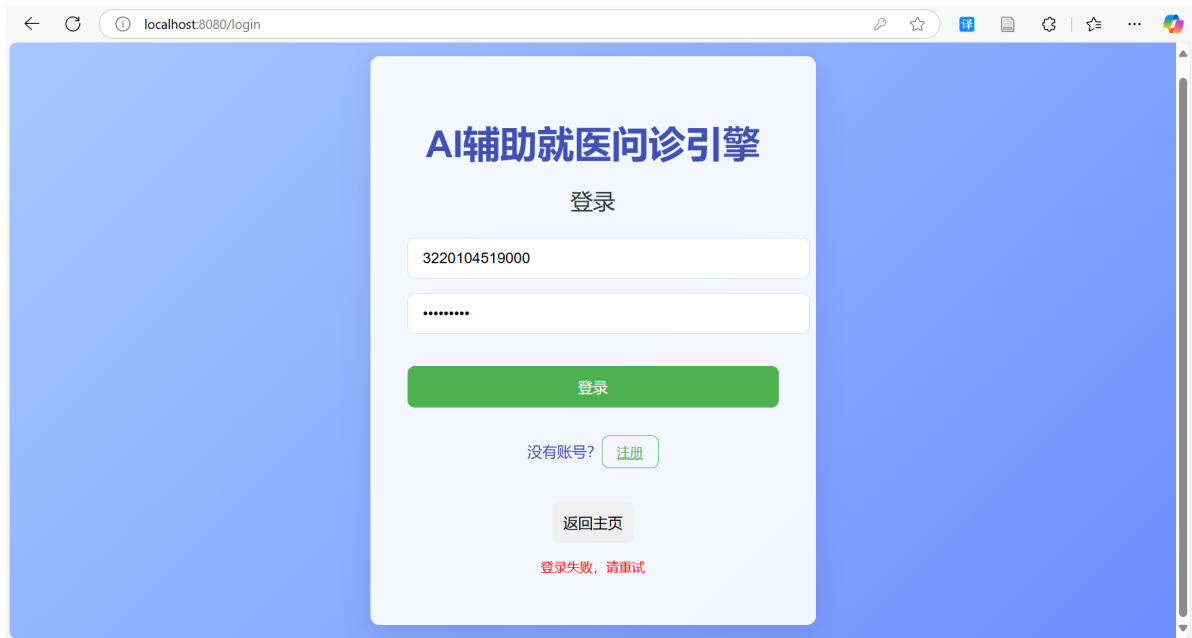 localhost:8080/login
译
AI辅助就医问诊引擎
登录
3220104519000
•••••••••
登录
没有账号? 注册
返回主页
登录失败，请重试